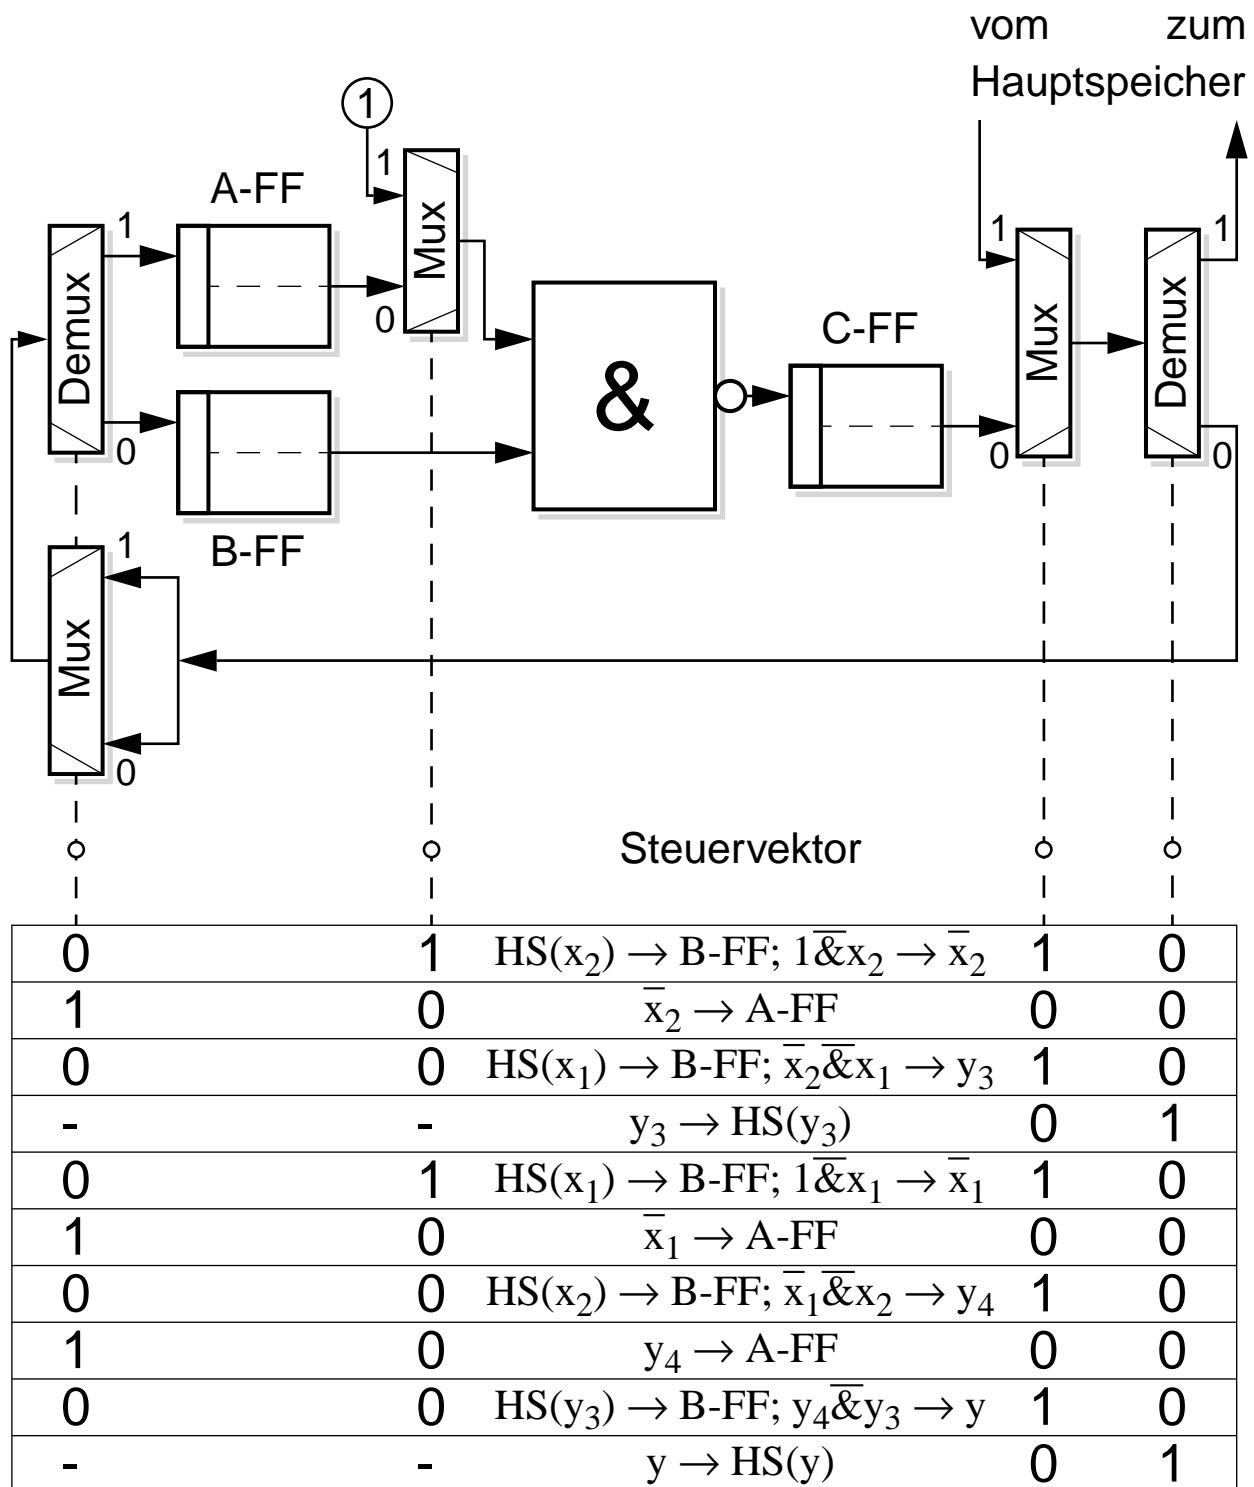 vom zum
Hauptspeicher
1
A-FF
1
Mux
0
1
Demux
0
B-FF
&
C-FF
1
Mux
0
1
Demux
0
1
Mux
0
Steuervektor
0 1 HS(x₂) → B-FF; 1&̅x₂ → x̅₂ 1 0
1 0 x̅₂ → A-FF 0 0
0 0 HS(x₁) → B-FF; x̅₂&̅x₁ → y₃ 1 0
- - y₃ → HS(y₃) 0 1
0 1 HS(x₁) → B-FF; 1&̅x₁ → x̅₁ 1 0
1 0 x̅₁ → A-FF 0 0
0 0 HS(x₂) → B-FF; x̅₁&̅x₂ → y₄ 1 0
1 0 y₄ → A-FF 0 0
0 0 HS(y₃) → B-FF; y₄&̅y₃ → y 1 0
- - y → HS(y) 0 1